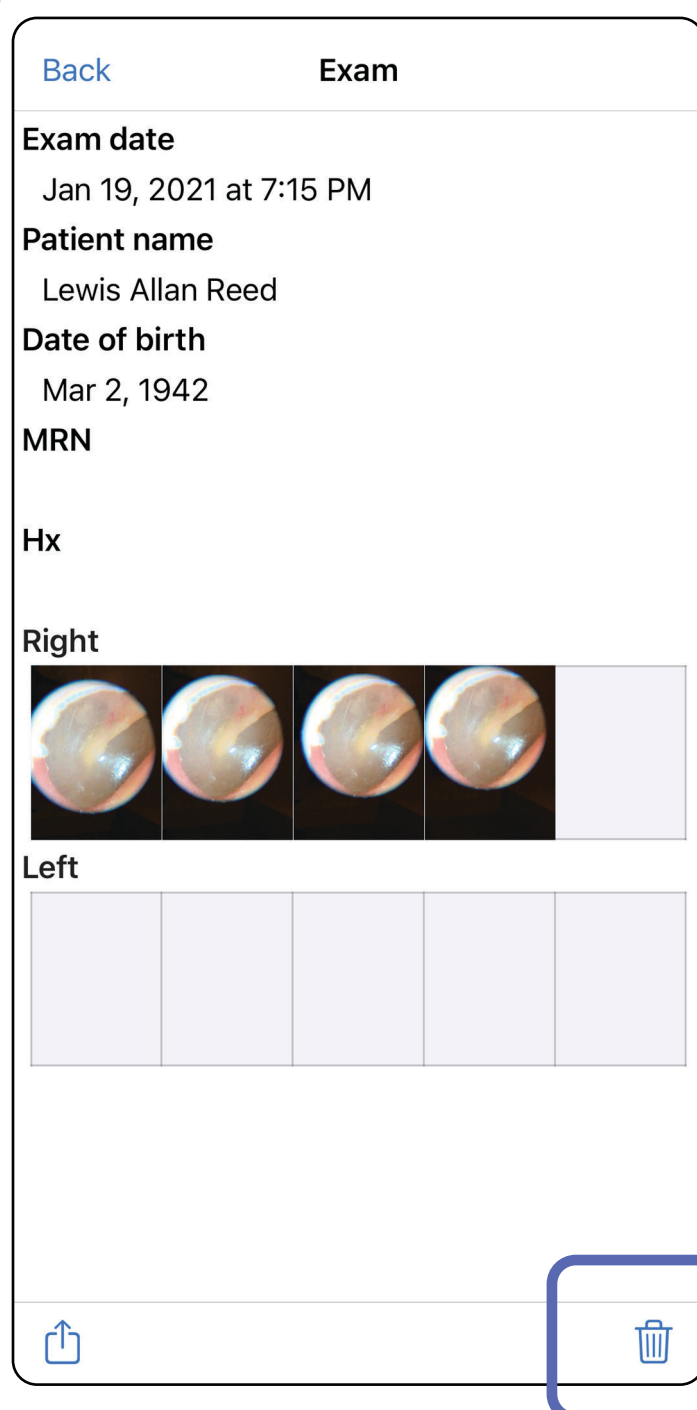 Back Exam
Exam date
Jan 19, 2021 at 7:15 PM
Patient name
Lewis Allan Reed
Date of birth
Mar 2, 1942
MRN
Hx
Right
Left